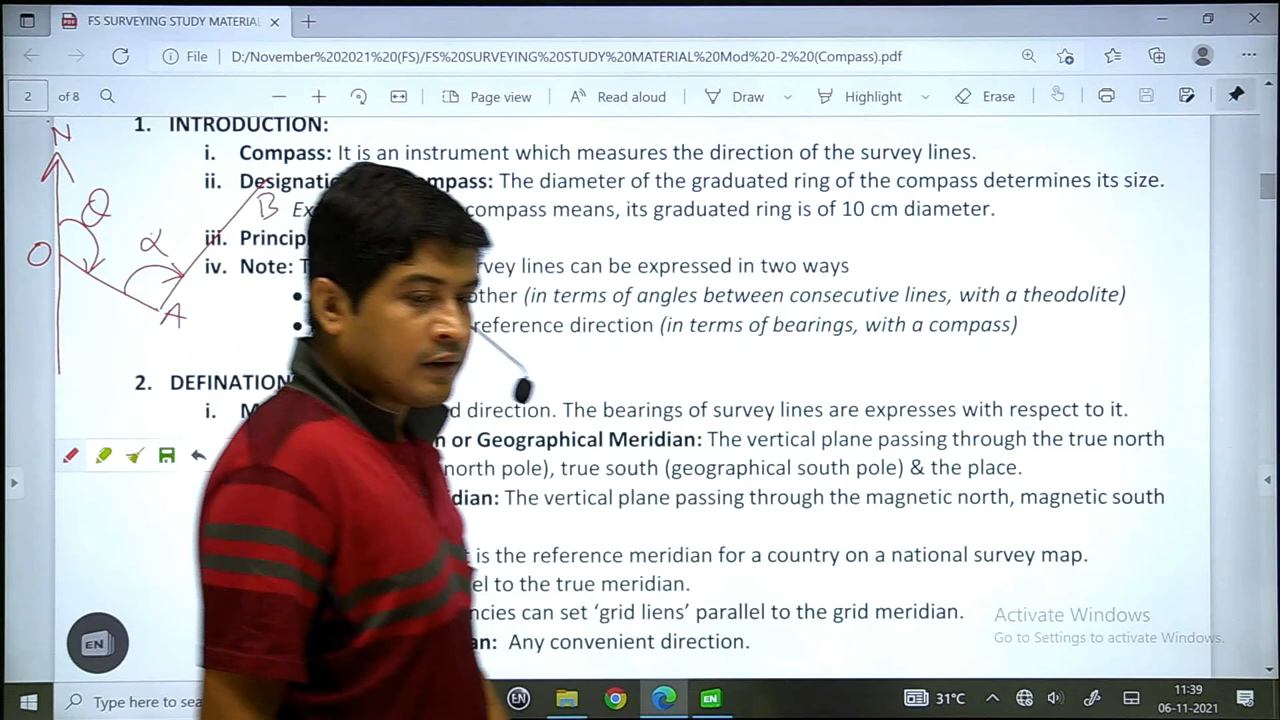 FS SURVEYING STUDY MATERIAL
File D:/November%202021%20(FS)/FS%20SURVEYING%20STUDY%20MATERIAL%20Mod%20-2%20(Compass).pdf
2 of 8 Page view Read aloud Draw Highlight Erase
1. INTRODUCTION:
N
i. Compass: It is an instrument which measures the direction of the survey lines.
ii. Designati mpass: The diameter of the graduated ring of the compass determines its size.
B Ex compass means, its graduated ring is of 10 cm diameter.
θ
α iii. Princip
O iv. Note: T rvey lines can be expressed in two ways
• other (in terms of angles between consecutive lines, with a theodolite)
A • reference direction (in terms of bearings, with a compass)
2. DEFINATION
i. M d direction. The bearings of survey lines are expresses with respect to it.
n or Geographical Meridian: The vertical plane passing through the true north
north pole), true south (geographical south pole) & the place.
dian: The vertical plane passing through the magnetic north, magnetic south
t is the reference meridian for a country on a national survey map.
el to the true meridian.
ncies can set ‘grid liens’ parallel to the grid meridian.
an: Any convenient direction.
Activate Windows
Go to Settings to activate Windows.
EN
Type here to sea
EN
EN
31°C
11:39
06-11-2021